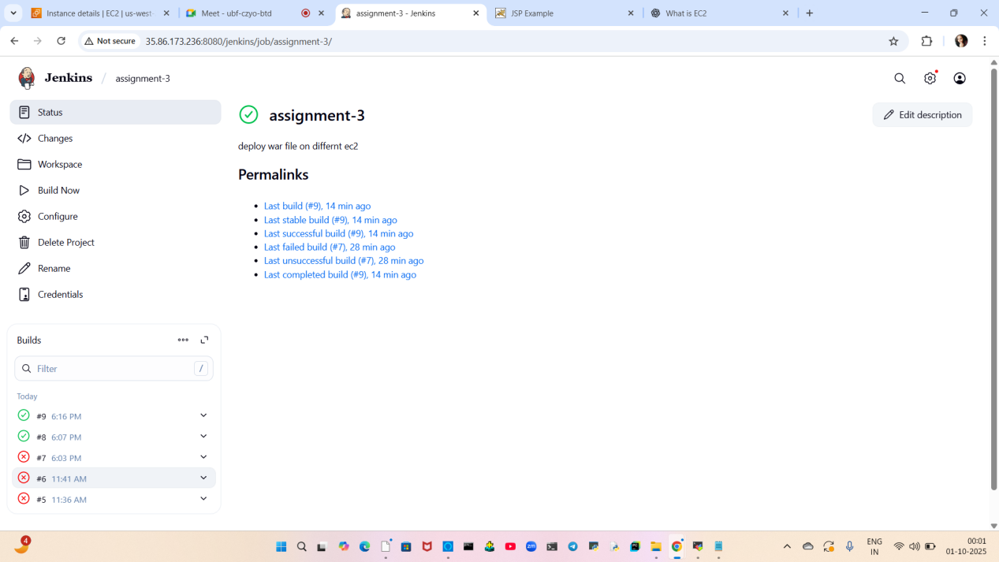 Instance details | EC2 | us-west-
Meet - ubf-czyo-btd
assignment-3 - Jenkins
JSP Example
What is EC2
Not secure
35.86.173.236:8080/jenkins/job/assignment-3/
Jenkins / assignment-3
Status
Changes
Workspace
Build Now
Configure
Delete Project
Rename
Credentials
Builds
Filter
/
Today
#9 6:16 PM
#8 6:07 PM
#7 6:03 PM
#6 11:41 AM
#5 11:36 AM
assignment-3
Edit description
deploy war file on differnt ec2
Permalinks
Last build (#9), 14 min ago
Last stable build (#9), 14 min ago
Last successful build (#9), 14 min ago
Last failed build (#7), 28 min ago
Last unsuccessful build (#7), 28 min ago
Last completed build (#9), 14 min ago
4
zm
PC
ENG
IN
00:01
01-10-2025